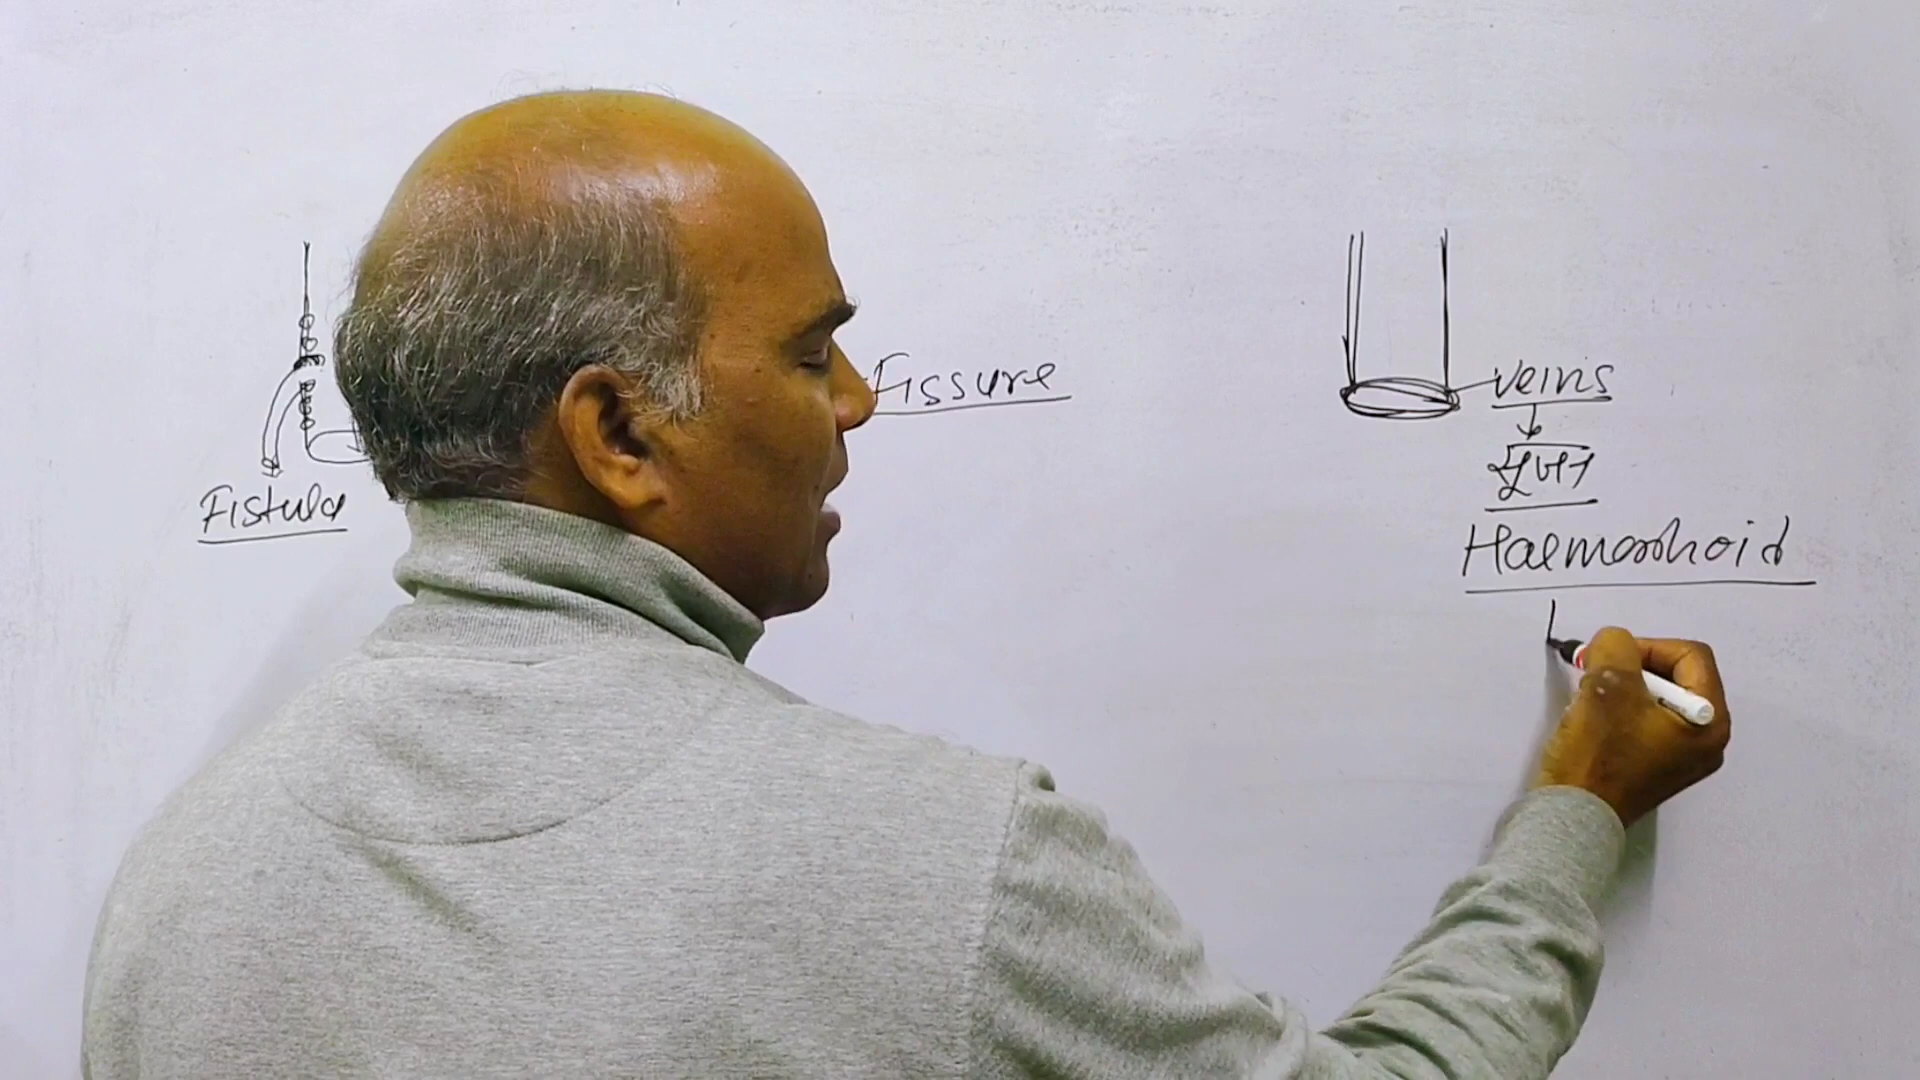 Fistula
Fissure
veins
सूजन
Haemorrhoid